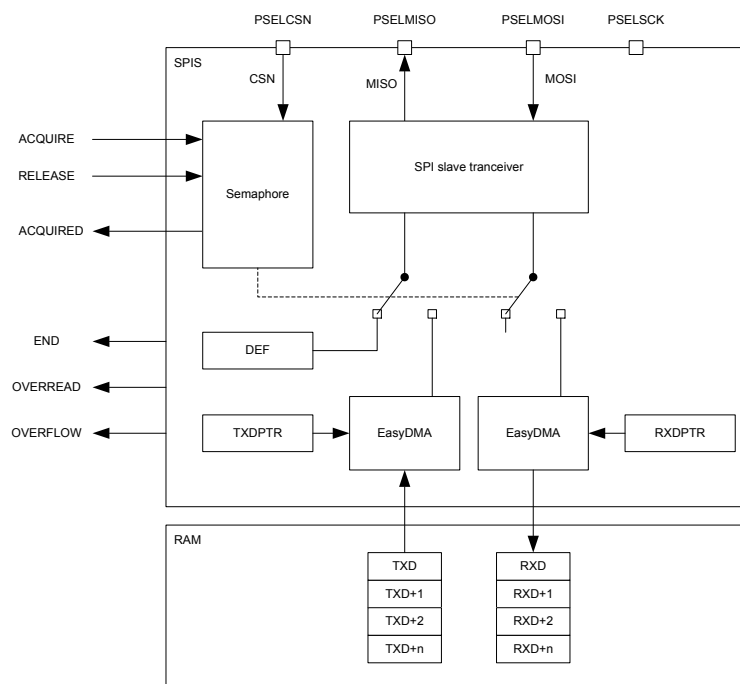 PSELCSN PSELMISO PSELMOSI PSELSCK
SPIS
CSN MISO MOSI
ACQUIRE
SPI slave tranceiver
RELEASE
Semaphore
ACQUIRED
END
DEF
OVERREAD
OVERFLOW
TXDPTR EasyDMA EasyDMA RXDPTR
RAM
TXD RXD
TXD+1 RXD+1
TXD+2 RXD+2
TXD+n RXD+n